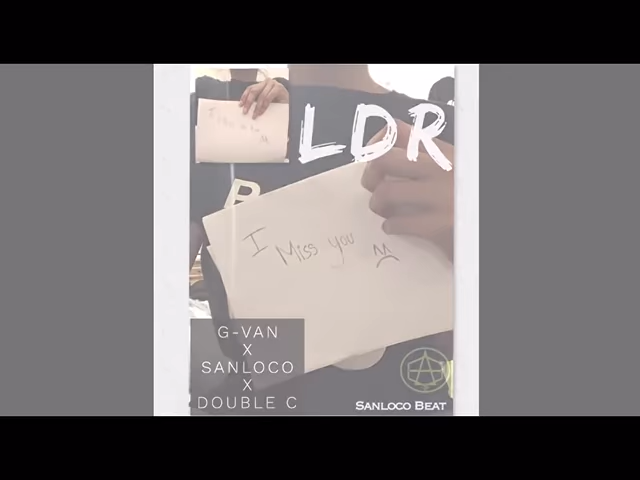 LDR
B
I Miss you
G-VAN
X
SANLOCO
X
DOUBLE C
SANLOCO BEAT